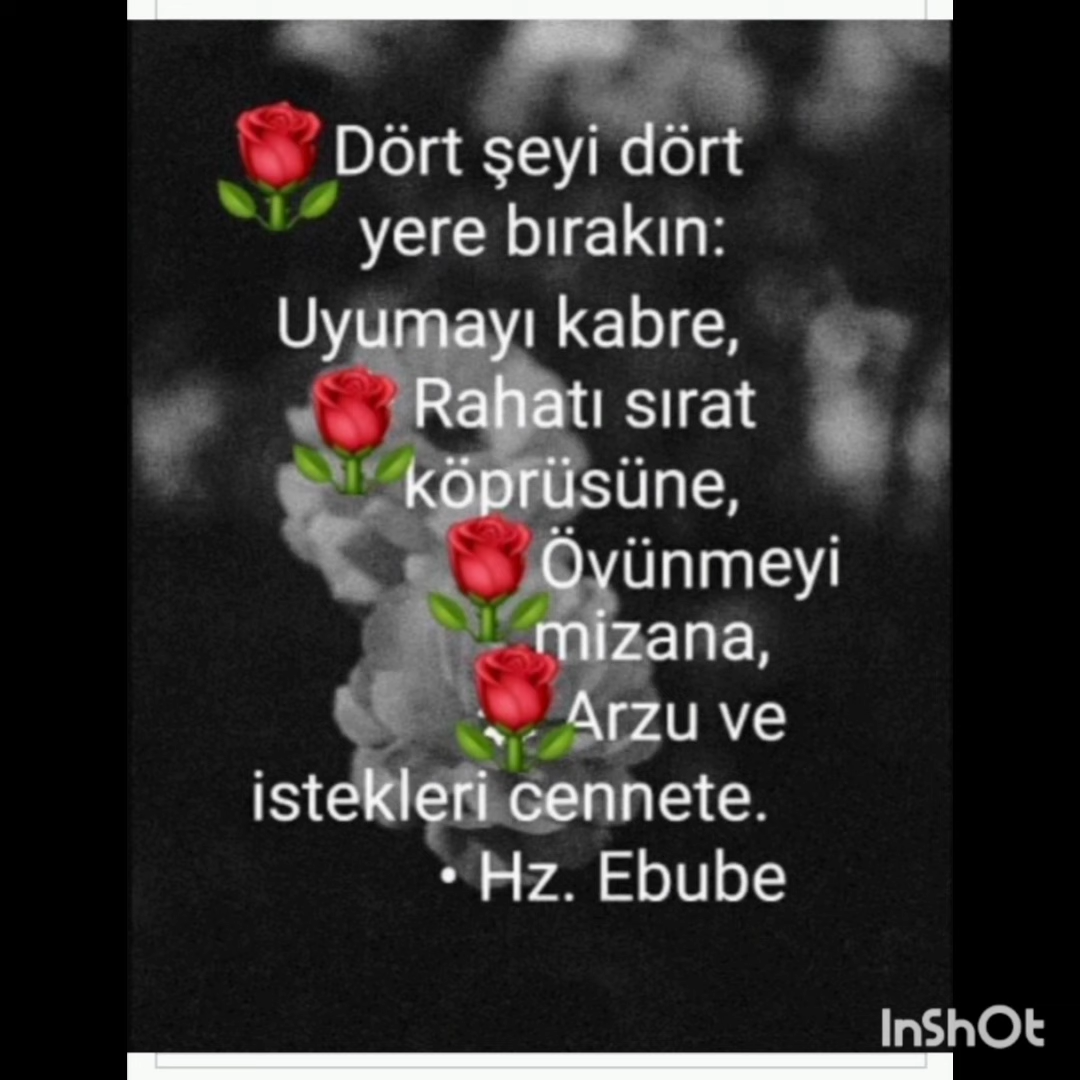 Dört şeyi dört
yere bırakın:
Uyumayı kabre,
Rahatı sırat
köprüsüne,
Övünmeyi
mizana,
Arzu ve
istekleri cennete.
• Hz. Ebube
InShOt